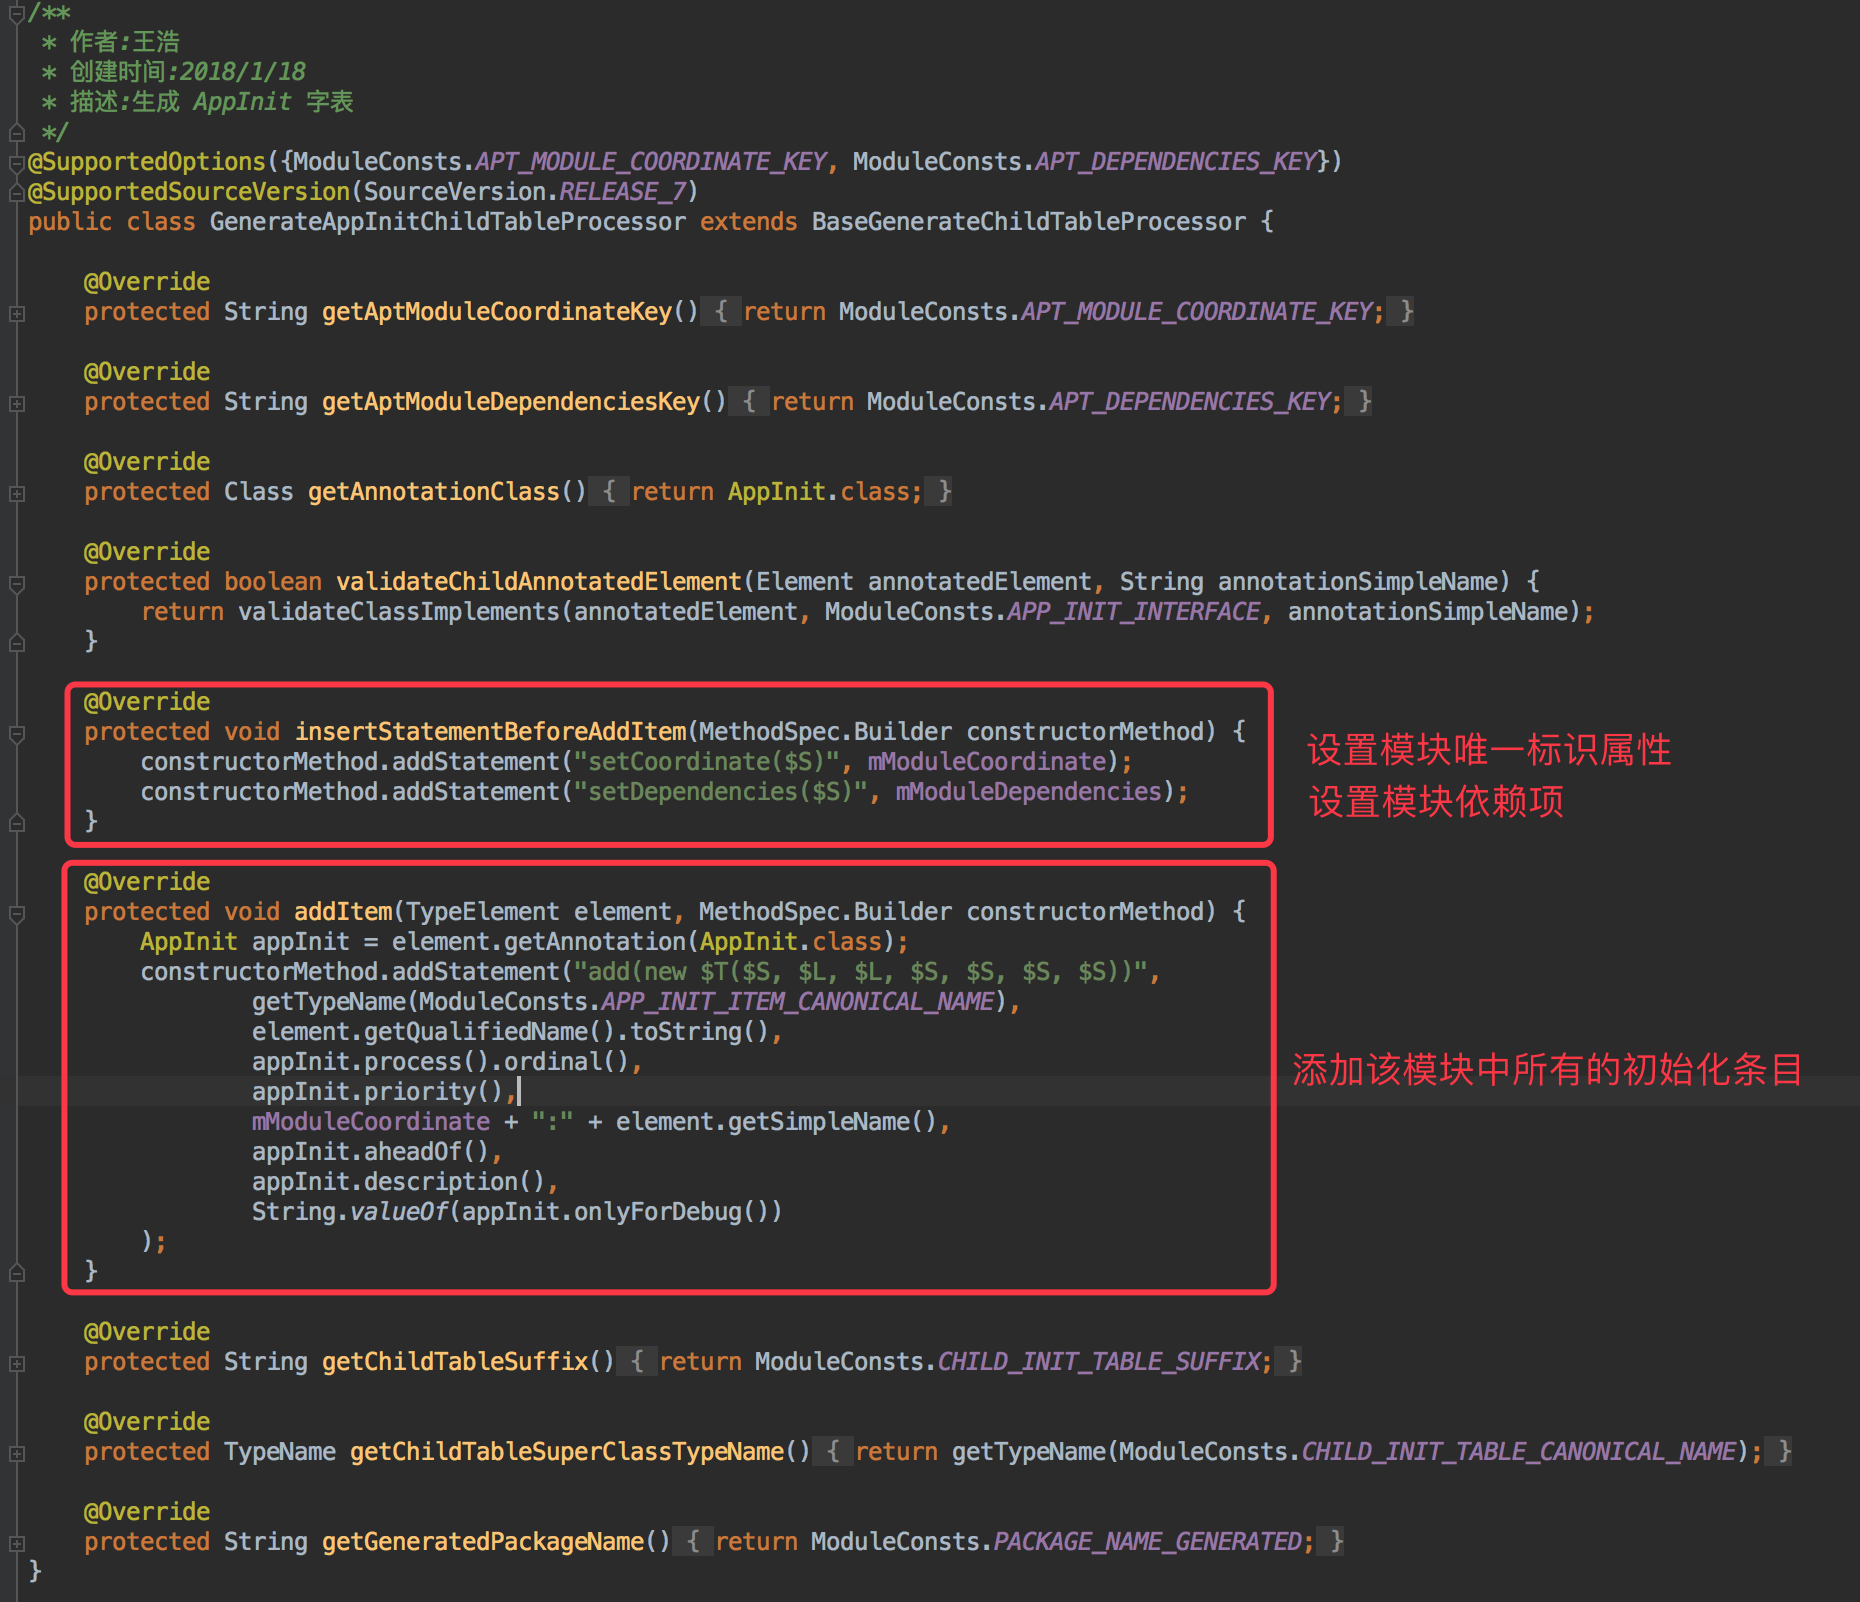 /**
 * 作者:王浩
 * 创建时间:2018/1/18
 * 描述:生成 AppInit 字表
 */
@SupportedOptions({ModuleConsts.APT_MODULE_COORDINATE_KEY, ModuleConsts.APT_DEPENDENCIES_KEY})
@SupportedSourceVersion(SourceVersion.RELEASE_7)
public class GenerateAppInitChildTableProcessor extends BaseGenerateChildTableProcessor {
    @Override
    protected String getAptModuleCoordinateKey() { return ModuleConsts.APT_MODULE_COORDINATE_KEY; }
    @Override
    protected String getAptModuleDependenciesKey() { return ModuleConsts.APT_DEPENDENCIES_KEY; }
    @Override
    protected Class getAnnotationClass() { return AppInit.class; }
    @Override
    protected boolean validateChildAnnotatedElement(Element annotatedElement, String annotationSimpleName) {
        return validateClassImplements(annotatedElement, ModuleConsts.APP_INIT_INTERFACE, annotationSimpleName);
    }
    @Override
    protected void insertStatementBeforeAddItem(MethodSpec.Builder constructorMethod) {
        constructorMethod.addStatement("setCoordinate($S)", mModuleCoordinate);
        constructorMethod.addStatement("setDependencies($S)", mModuleDependencies);
    }
设置模块唯一标识属性
设置模块依赖项
    @Override
    protected void addItem(TypeElement element, MethodSpec.Builder constructorMethod) {
        AppInit appInit = element.getAnnotation(AppInit.class);
        constructorMethod.addStatement("add(new $T($S, $L, $L, $S, $S, $S, $S))",
                getTypeName(ModuleConsts.APP_INIT_ITEM_CANONICAL_NAME),
                element.getQualifiedName().toString(),
                appInit.process().ordinal(),
                appInit.priority(),
                mModuleCoordinate + ":" + element.getSimpleName(),
                appInit.aheadOf(),
                appInit.description(),
                String.valueOf(appInit.onlyForDebug())
        );
    }
添加该模块中所有的初始化条目
    @Override
    protected String getChildTableSuffix() { return ModuleConsts.CHILD_INIT_TABLE_SUFFIX; }
    @Override
    protected TypeName getChildTableSuperClassTypeName() { return getTypeName(ModuleConsts.CHILD_INIT_TABLE_CANONICAL_NAME); }
    @Override
    protected String getGeneratedPackageName() { return ModuleConsts.PACKAGE_NAME_GENERATED; }
}